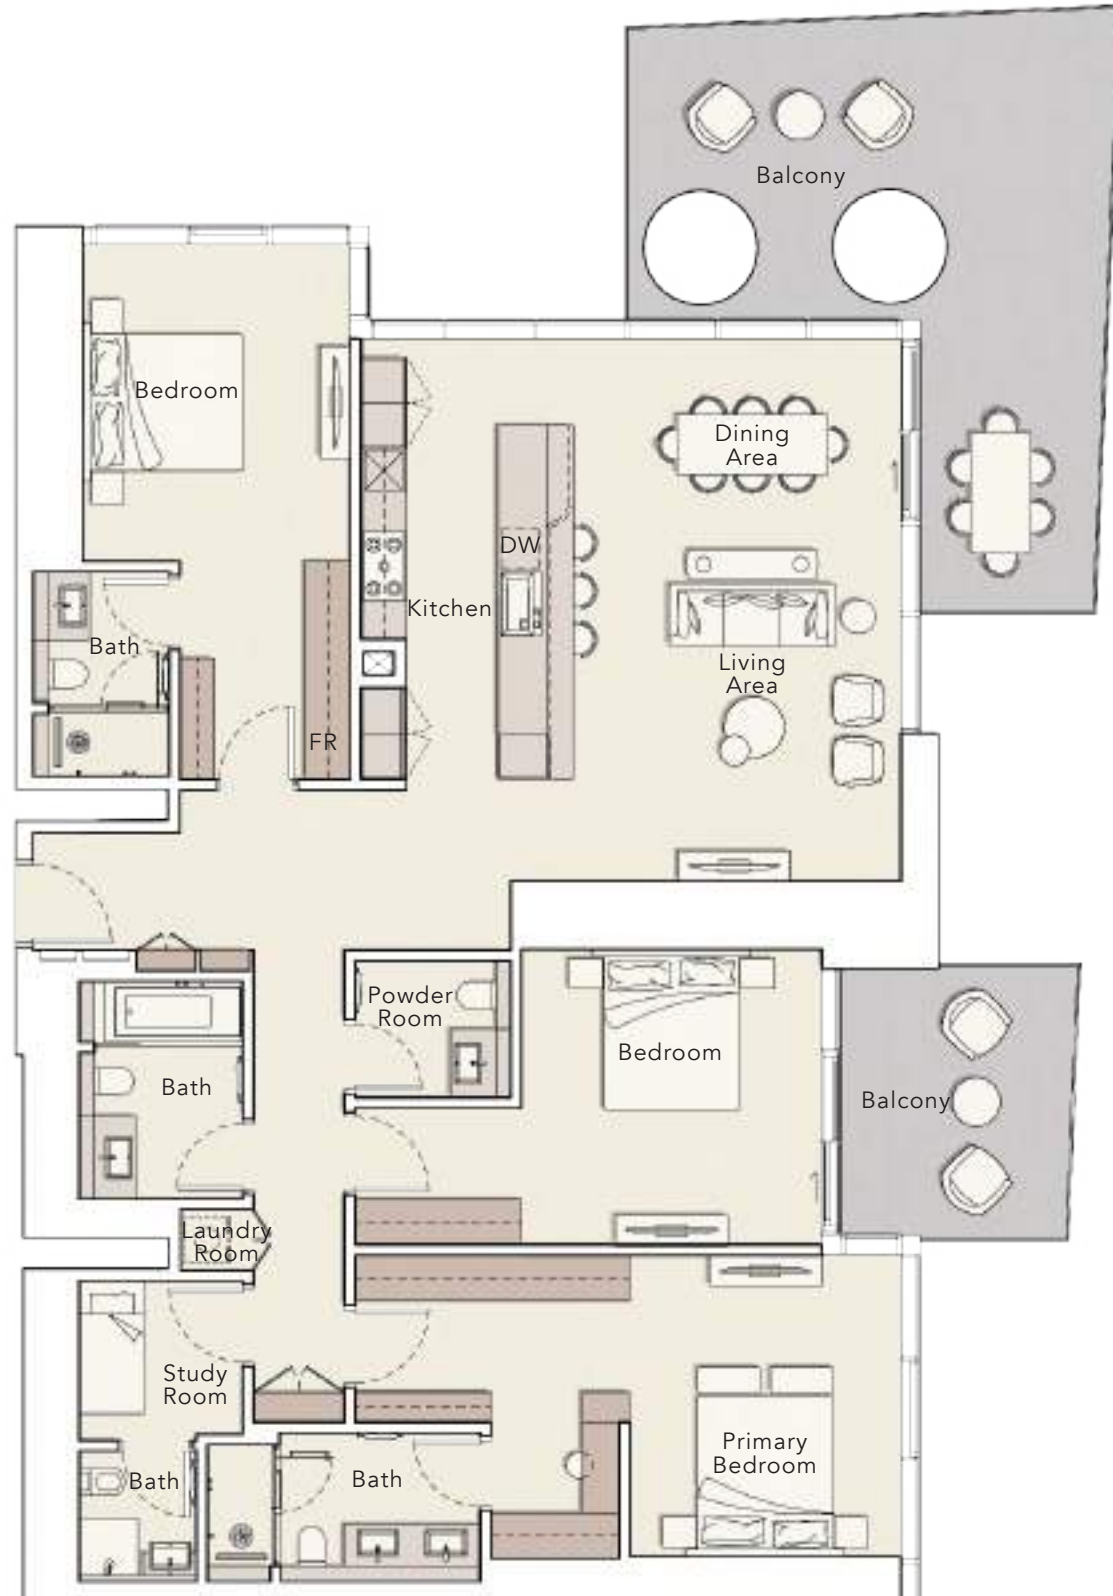 Balcony
Bedroom
Dining
Area
DW
Kitchen
Bath
Living
Area
FR
Powder
Room
Bedroom
Bath
Balcony
Laundry
Room
Study
Room
Primary
Bedroom
Bath
Bath